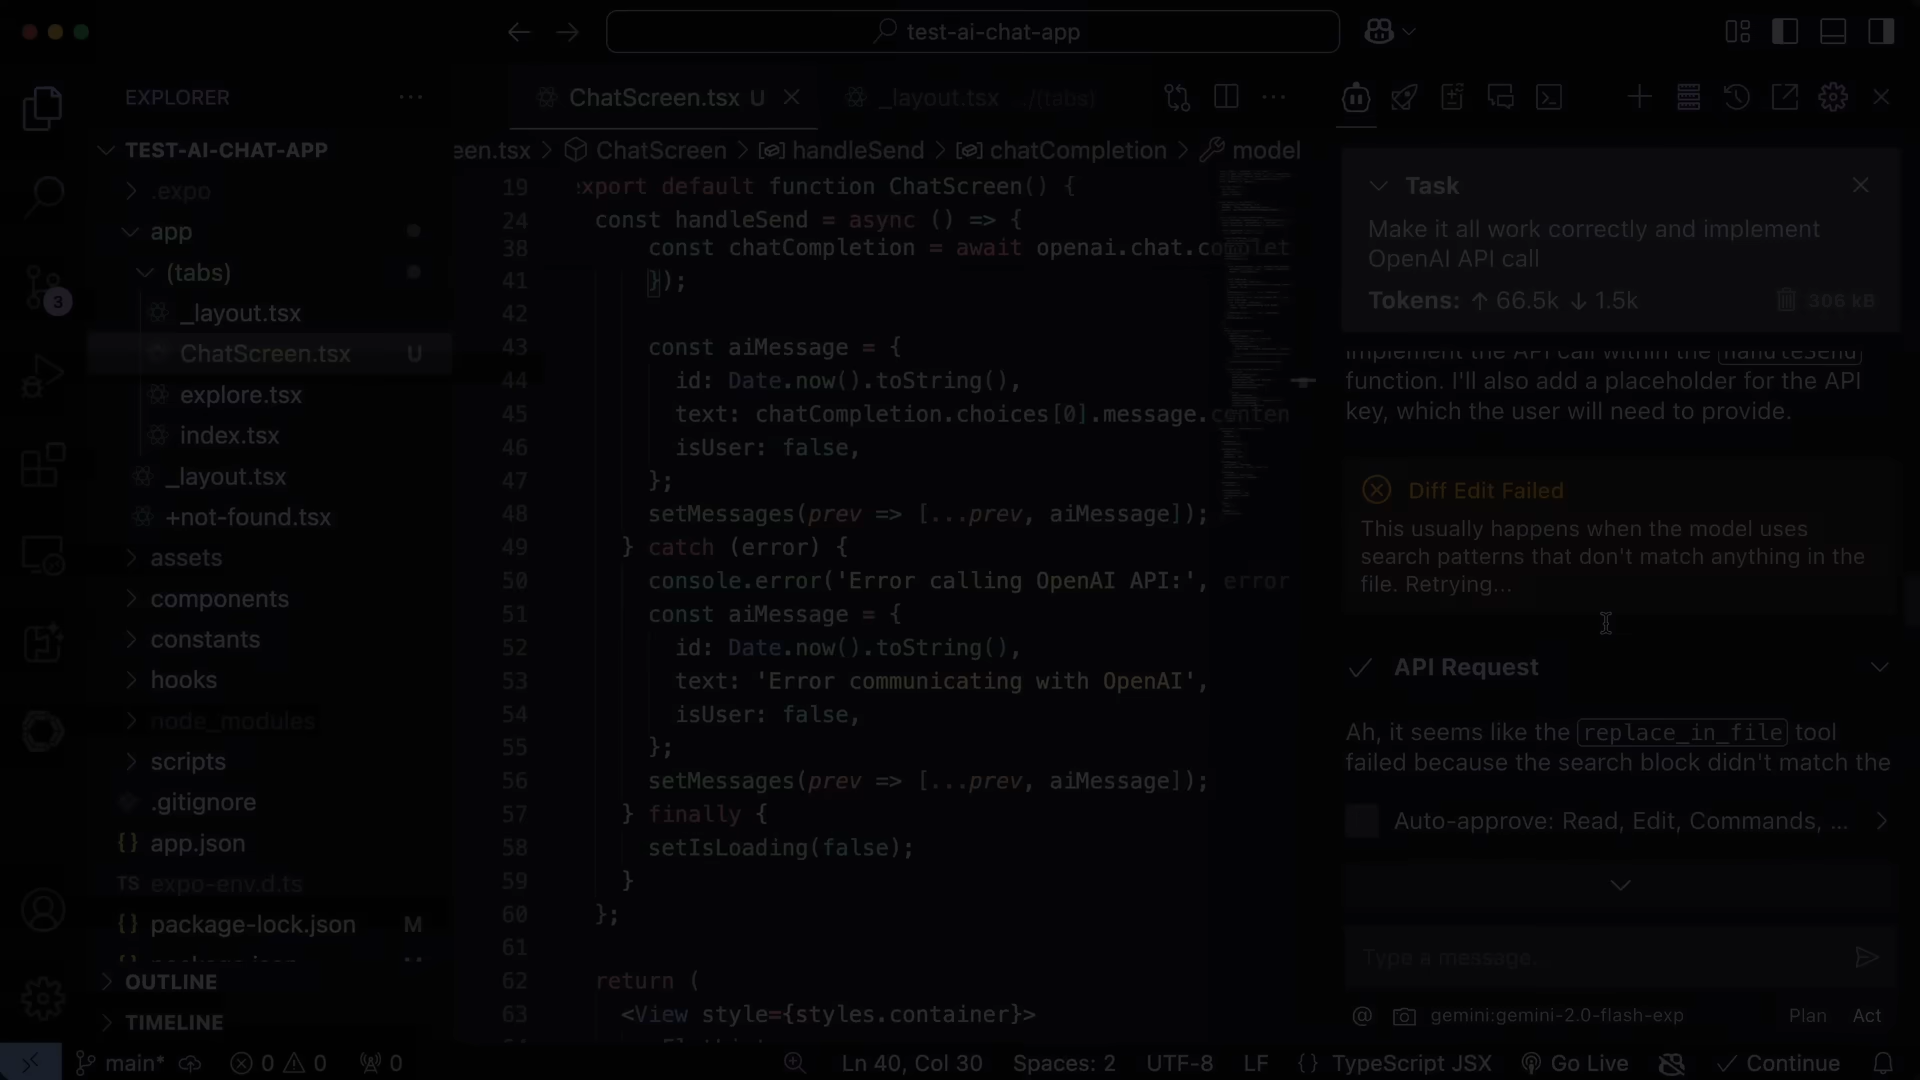 test-ai-chat-app
EXPLORER
TEST-AI-CHAT-APP
.expo
app
(tabs)
_layout.tsx
ChatScreen.tsx U
explore.tsx
index.tsx
_layout.tsx
+not-found.tsx
assets
components
constants
hooks
node_modules
scripts
.gitignore
{} app.json
TS expo-env.d.ts
{} package-lock.json M
OUTLINE
TIMELINE
3
ChatScreen.tsx U
_layout.tsx .../(tabs)
een.tsx > ChatScreen > handleSend > chatCompletion > model
19 xport default function ChatScreen() {
24 const handleSend = async () => {
38 const chatCompletion = await openai.chat.complet
41 });
42
43 const aiMessage = {
44 id: Date.now().toString(),
45 text: chatCompletion.choices[0].message.conten
46 isUser: false,
47 };
48 setMessages(prev => [...prev, aiMessage]);
49 } catch (error) {
50 console.error('Error calling OpenAI API:', error
51 const aiMessage = {
52 id: Date.now().toString(),
53 text: 'Error communicating with OpenAI',
54 isUser: false,
55 };
56 setMessages(prev => [...prev, aiMessage]);
57 } finally {
58 setIsLoading(false);
59 }
60 };
61
62 return (
63 <View style={styles.container}>
Task
Make it all work correctly and implement
OpenAI API call
Tokens: ↑ 66.5k ↓ 1.5k 306 kB
implement the API call within the handleSend
function. I'll also add a placeholder for the API
key, which the user will need to provide.
Diff Edit Failed
This usually happens when the model uses
search patterns that don't match anything in the
file. Retrying...
API Request
Ah, it seems like the replace_in_file tool
failed because the search block didn't match the
Auto-approve: Read, Edit, Commands, ...
Type a message...
@ gemini:gemini-2.0-flash-exp Plan Act
main* 0 0 0 Ln 40, Col 30 Spaces: 2 UTF-8 LF {} TypeScript JSX Go Live Continue